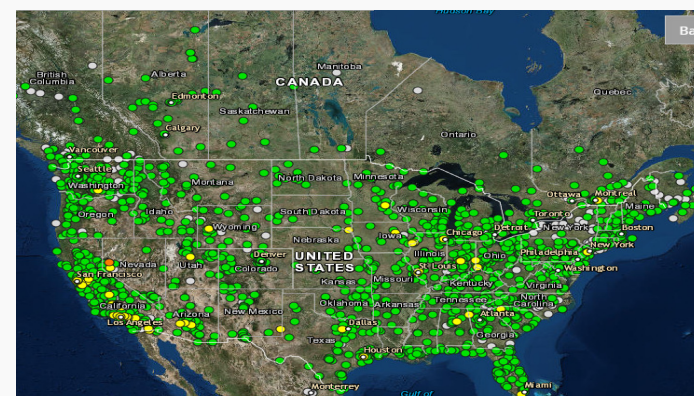 Hudson Bay
Ba
British
Columbia
Alberta
Manitoba
CANADA
Edmonton
Saskatchewan
Quebec
Calgary
Ontario
Vancouver
Seattle
Washington
Montana
North Dakota
Minnesota
Ottawa
Montreal
Maine
Oregon
Idaho
South Dakota
Wisconsin
Toronto
New York
Wyoming
Iowa
Chicago
Detroit
Boston
Nebraska
New York
Denver
UNITED
STATES
Illinois
Ohio
Philadelphia
San Francisco
Nevada
Utah
Colorado
Kansas
Missouri
St. Louis
Washington
Kentucky
Virginia
California
Oklahoma
Arkansas
Tennessee
North
Carolina
Los Angeles
Arizona
New Mexico
Dallas
Atlanta
Texas
Georgia
Houston
Monterrey
Miami
Gulf of